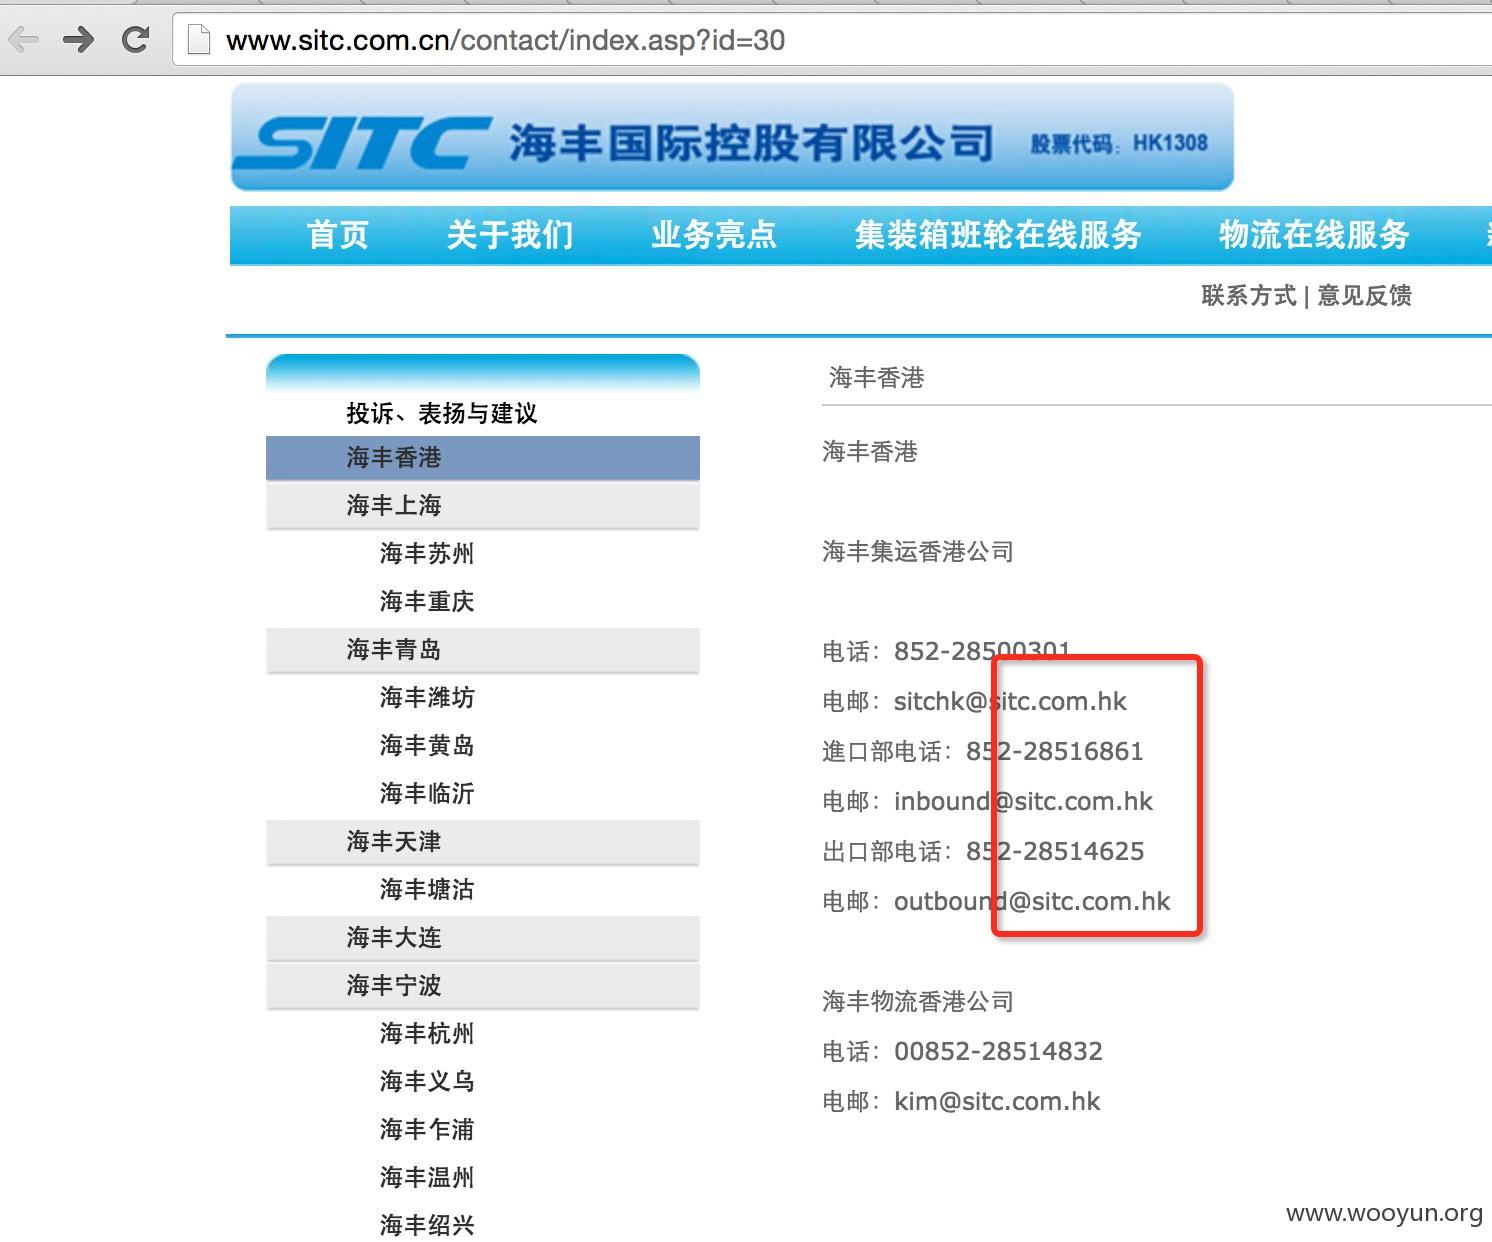 www.sitc.com.cn/contact/index.asp?id=30
SITC 海丰国际控股有限公司 股票代码：HK1308
首页 关于我们 业务亮点 集装箱班轮在线服务 物流在线服务
联系方式 | 意见反馈
投诉、表扬与建议
海丰香港
海丰上海
海丰苏州
海丰重庆
海丰青岛
海丰潍坊
海丰黄岛
海丰临沂
海丰天津
海丰塘沽
海丰大连
海丰宁波
海丰杭州
海丰义乌
海丰乍浦
海丰温州
海丰绍兴
海丰香港
海丰香港
海丰集运香港公司
电话：852-28500301
电邮：sitchk@sitc.com.hk
進口部电话：852-28516861
电邮：inbound@sitc.com.hk
出口部电话：852-28514625
电邮：outbound@sitc.com.hk
海丰物流香港公司
电话：00852-28514832
电邮：kim@sitc.com.hk
www.wooyun.org